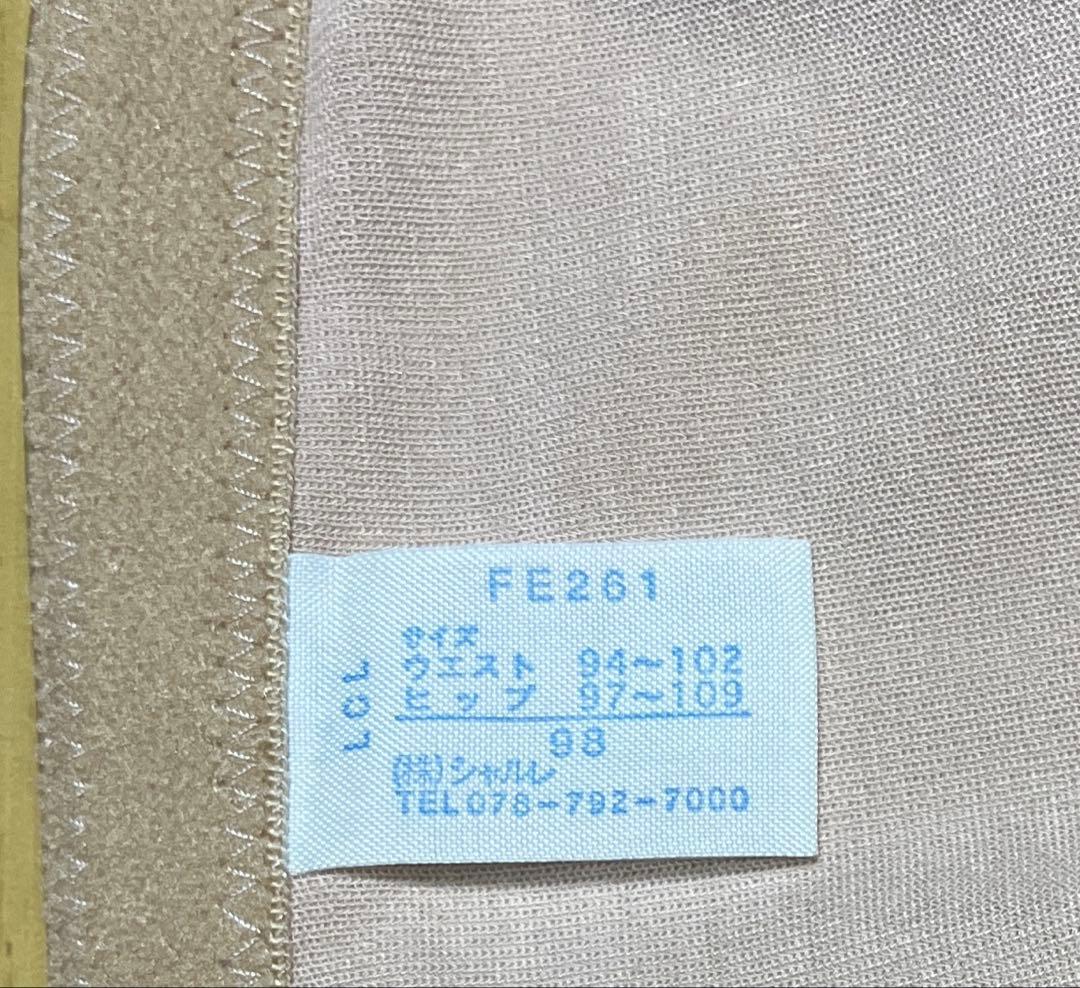 FE261
サイズ
ウエスト 94~102
ヒップ 97~109
98
(株)シャルレ
TEL078-792-7000
LCL